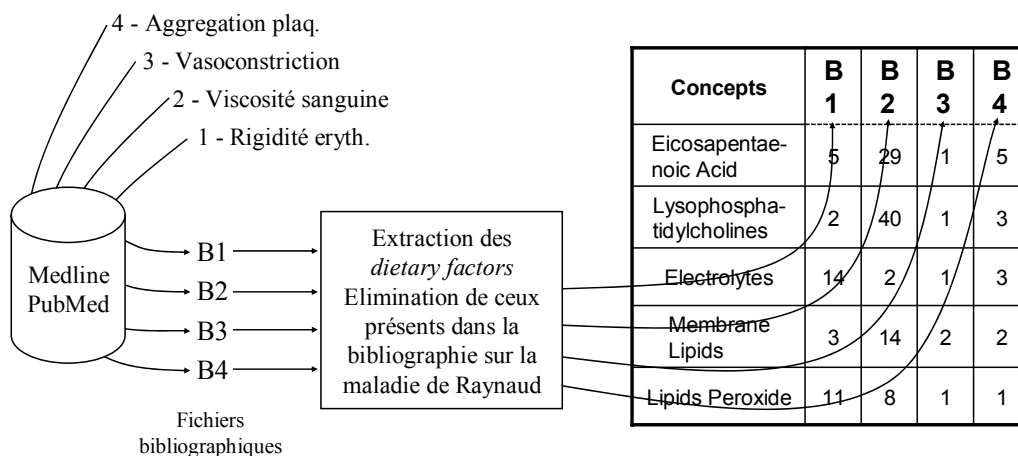 4 - Aggregation plaq.
3 - Vasoconstriction
2 - Viscosité sanguine
1 - Rigidité eryth.
Medline
PubMed
B1
B2
B3
B4
Fichiers
bibliographiques
Extraction des
dietary factors
Elimination de ceux
présents dans la
bibliographie sur la
maladie de Raynaud
Concepts B 1 B 2 B 3 B 4
Eicosapentae-
noic Acid 5 29 1 5
Lysophospha-
tidylcholines 2 40 1 3
Electrolytes 14 2 1 3
Membrane
Lipids 3 14 2 2
Lipids Peroxide 11 8 1 1